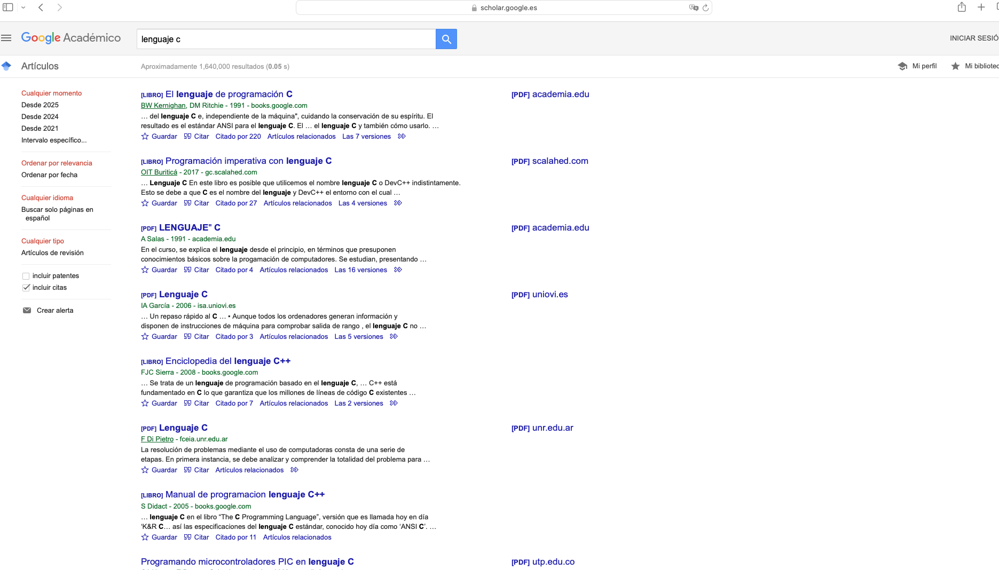 scholar.google.es
Google Académico
lenguaje c
INICIAR SESIÓ
Artículos
Aproximadamente 1,640,000 resultados (0.05 s)
Mi perfil
Mi bibliotec
Cualquier momento
Desde 2025
Desde 2024
Desde 2021
Intervalo específico...
Ordenar por relevancia
Ordenar por fecha
Cualquier idioma
Buscar solo páginas en
español
Cualquier tipo
Artículos de revisión
incluir patentes
incluir citas
Crear alerta
[LIBRO] El lenguaje de programación C
[PDF] academia.edu
BW Kernighan, DM Ritchie - 1991 - books.google.com
… del lenguaje C e, independiente de la máquina", cuidando la conservación de su espíritu. El
resultado es el estándar ANSI para el lenguaje C. El … el lenguaje C y también cómo usarlo. …
Guardar Citar Citado por 220 Artículos relacionados Las 7 versiones
[LIBRO] Programación imperativa con lenguaje C
[PDF] scalahed.com
OIT Buriticá - 2017 - gc.scalahed.com
… Lenguaje C En este libro es posible que utilicemos el nombre lenguaje C o DevC++ indistintamente.
Esto se debe a que C es el nombre del lenguaje y DevC++ el entorno con el cual …
Guardar Citar Citado por 27 Artículos relacionados Las 4 versiones
[PDF] LENGUAJE" C
[PDF] academia.edu
A Salas - 1991 - academia.edu
En el curso, se explica el lenguaje desde el principio, en términos que presuponen
conocimientos básicos sobre la progamación de computadores. Se estudian, presentando …
Guardar Citar Citado por 4 Artículos relacionados Las 16 versiones
[PDF] Lenguaje C
[PDF] uniovi.es
IA García - 2006 - isa.uniovi.es
… Un repaso rápido al C … ▪ Aunque todos los ordenadores generan información y
disponen de instrucciones de máquina para comprobar salida de rango , el lenguaje C no …
Guardar Citar Citado por 3 Artículos relacionados Las 5 versiones
[LIBRO] Enciclopedia del lenguaje C++
FJC Sierra - 2008 - books.google.com
… Se trata de un lenguaje de programación basado en el lenguaje C, … C++ está
fundamentado en C lo que garantiza que los millones de líneas de código C existentes …
Guardar Citar Citado por 7 Artículos relacionados Las 2 versiones
[PDF] Lenguaje C
[PDF] unr.edu.ar
F Di Pietro - fceia.unr.edu.ar
La resolución de problemas mediante el uso de computadoras consta de una serie de
etapas. En primera instancia, se debe analizar y comprender la totalidad del problema para …
Guardar Citar Artículos relacionados
[LIBRO] Manual de programacion lenguaje C++
S Didact - 2005 - books.google.com
… lenguaje C en el libro “The C Programming Language”, versión que es llamada hoy en día
‘K&R C… así las especificaciones del lenguaje C estándar, conocido hoy día como ‘ANSI C’. …
Guardar Citar Citado por 11 Artículos relacionados
Programando microcontroladores PIC en lenguaje C
[PDF] utp.edu.co